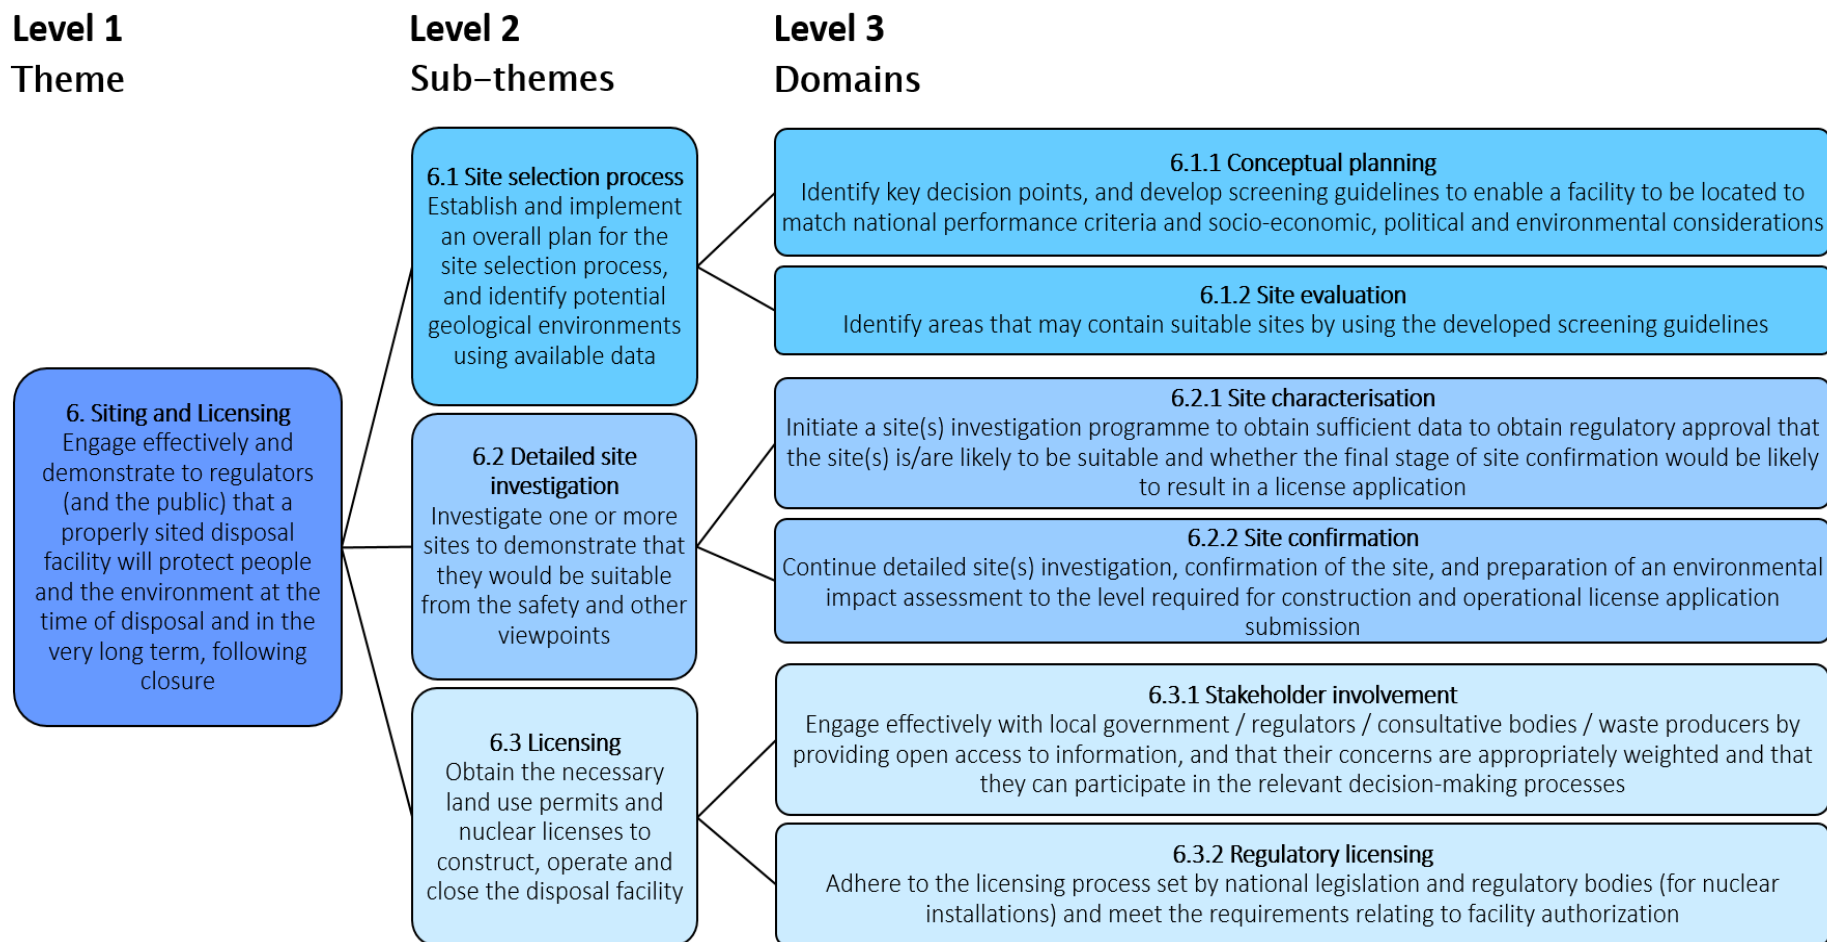 Level 1
Theme
Level 2
Sub-themes
Level 3
Domains
6. Siting and Licensing
Engage effectively and
demonstrate to regulators
(and the public) that a
properly sited disposal
facility will protect people
and the environment at the
time of disposal and in the
very long term, following
closure
6.1 Site selection process
Establish and implement
an overall plan for the
site selection process,
and identify potential
geological environments
using available data
6.2 Detailed site
investigation
Investigate one or more
sites to demonstrate that
they would be suitable
from the safety and other
viewpoints
6.3 Licensing
Obtain the necessary
land use permits and
nuclear licenses to
construct, operate and
close the disposal facility
6.1.1 Conceptual planning
Identify key decision points, and develop screening guidelines to enable a facility to be located to
match national performance criteria and socio-economic, political and environmental considerations
6.1.2 Site evaluation
Identify areas that may contain suitable sites by using the developed screening guidelines
6.2.1 Site characterisation
Initiate a site(s) investigation programme to obtain sufficient data to obtain regulatory approval that
the site(s) is/are likely to be suitable and whether the final stage of site confirmation would be likely
to result in a license application
6.2.2 Site confirmation
Continue detailed site(s) investigation, confirmation of the site, and preparation of an environmental
impact assessment to the level required for construction and operational license application
submission
6.3.1 Stakeholder involvement
Engage effectively with local government / regulators / consultative bodies / waste producers by
providing open access to information, and that their concerns are appropriately weighted and that
they can participate in the relevant decision-making processes
6.3.2 Regulatory licensing
Adhere to the licensing process set by national legislation and regulatory bodies (for nuclear
installations) and meet the requirements relating to facility authorization